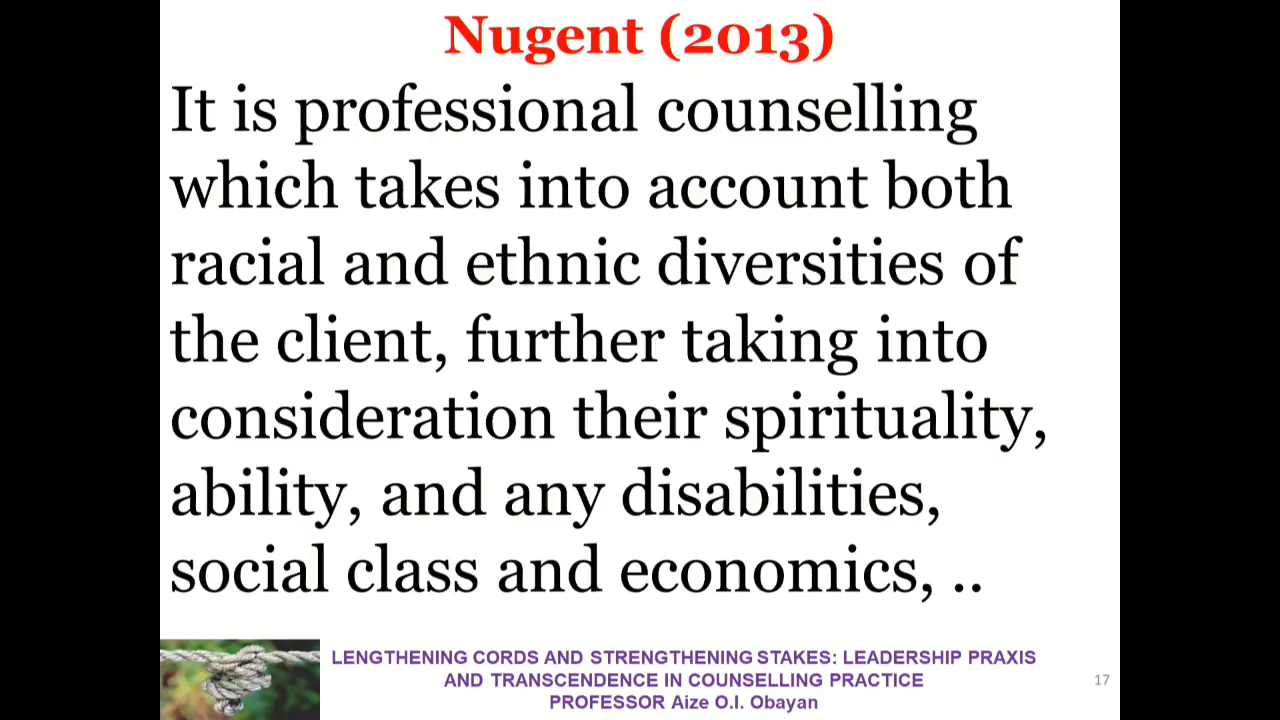 Nugent (2013)
It is professional counselling
which takes into account both
racial and ethnic diversities of
the client, further taking into
consideration their spirituality,
ability, and any disabilities,
social class and economics, ..
LENGTHENING CORDS AND STRENGTHENING STAKES: LEADERSHIP PRAXIS
AND TRANSCENDENCE IN COUNSELLING PRACTICE
PROFESSOR Aize O.I. Obayan
17